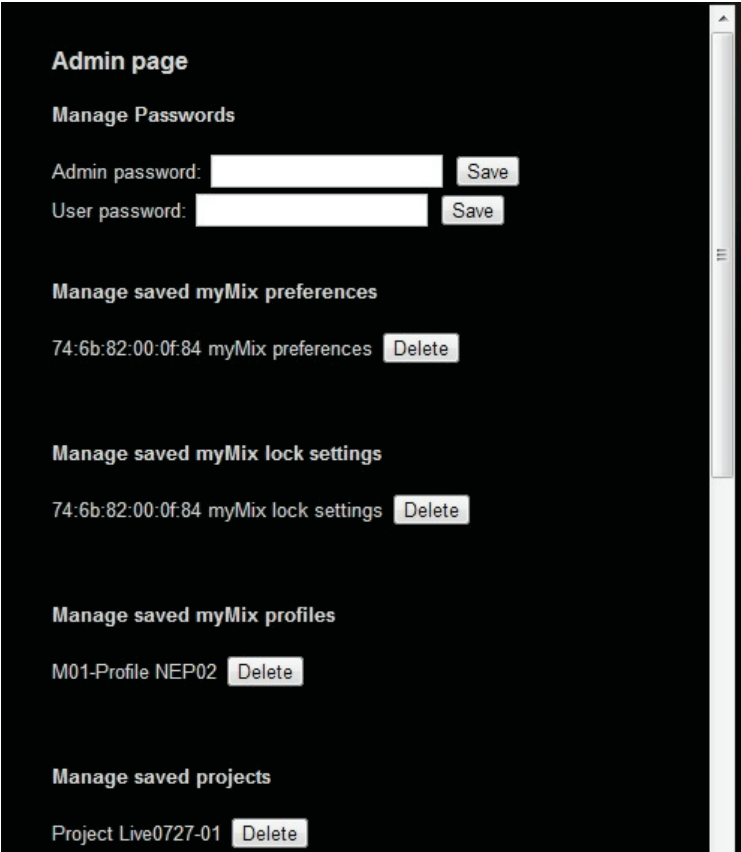 Admin page
Manage Passwords
Admin password: Save
User password: Save
Manage saved myMix preferences
74:6b:82:00:0f:84 myMix preferences Delete
Manage saved myMix lock settings
74:6b:82:00:0f:84 myMix lock settings Delete
Manage saved myMix profiles
M01-Profile NEP02 Delete
Manage saved projects
Project Live0727-01 Delete